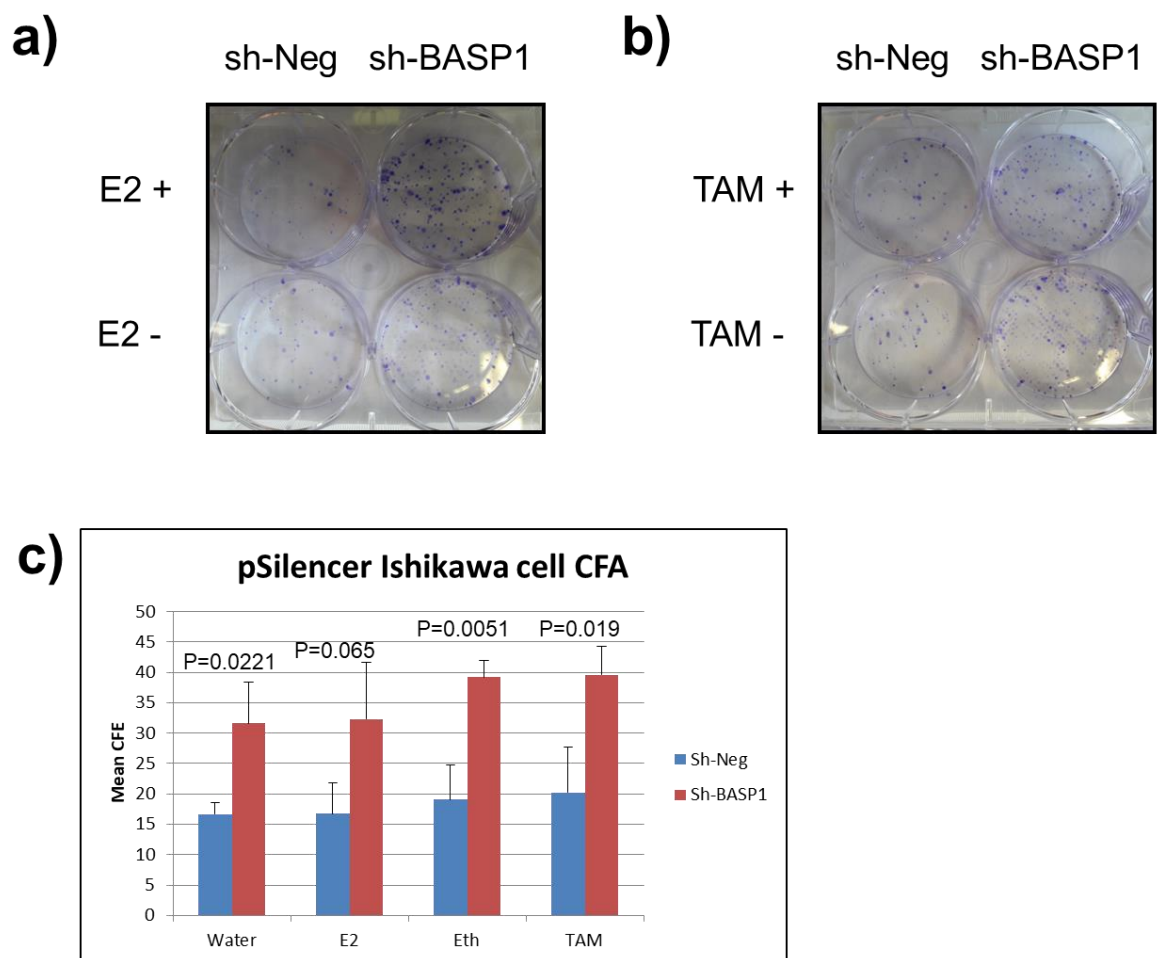 a)
sh-Neg sh-BASP1
E2 +
E2 -
b)
sh-Neg sh-BASP1
TAM +
TAM -
c)
pSilencer Ishikawa cell CFA
Mean CFE
50
45
40
35
30
25
20
15
10
5
0
P=0.0221
P=0.065
P=0.0051
P=0.019
Water E2 Eth TAM
Sh-Neg
Sh-BASP1